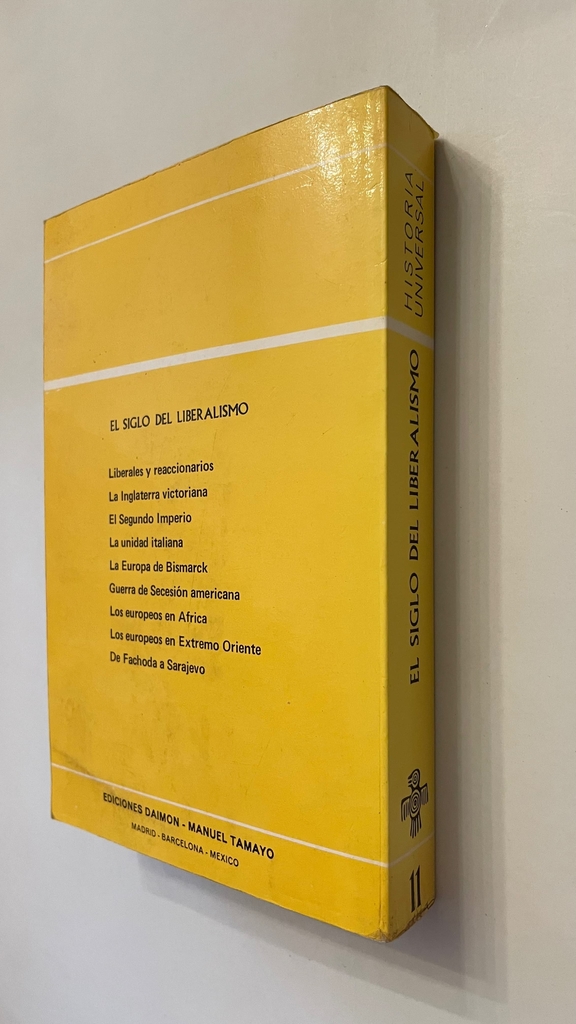 EL SIGLO DEL LIBERALISMO
Liberales y reaccionarios
La Inglaterra victoriana
El Segundo Imperio
La unidad italiana
La Europa de Bismarck
Guerra de Secesión americana
Los europeos en Africa
Los europeos en Extremo Oriente
De Fachoda a Sarajevo
EDICIONES DAIMON - MANUEL TAMAYO
MADRID - BARCELONA - MEXICO
HISTORIA
UNIVERSAL
EL SIGLO DEL LIBERALISMO
11